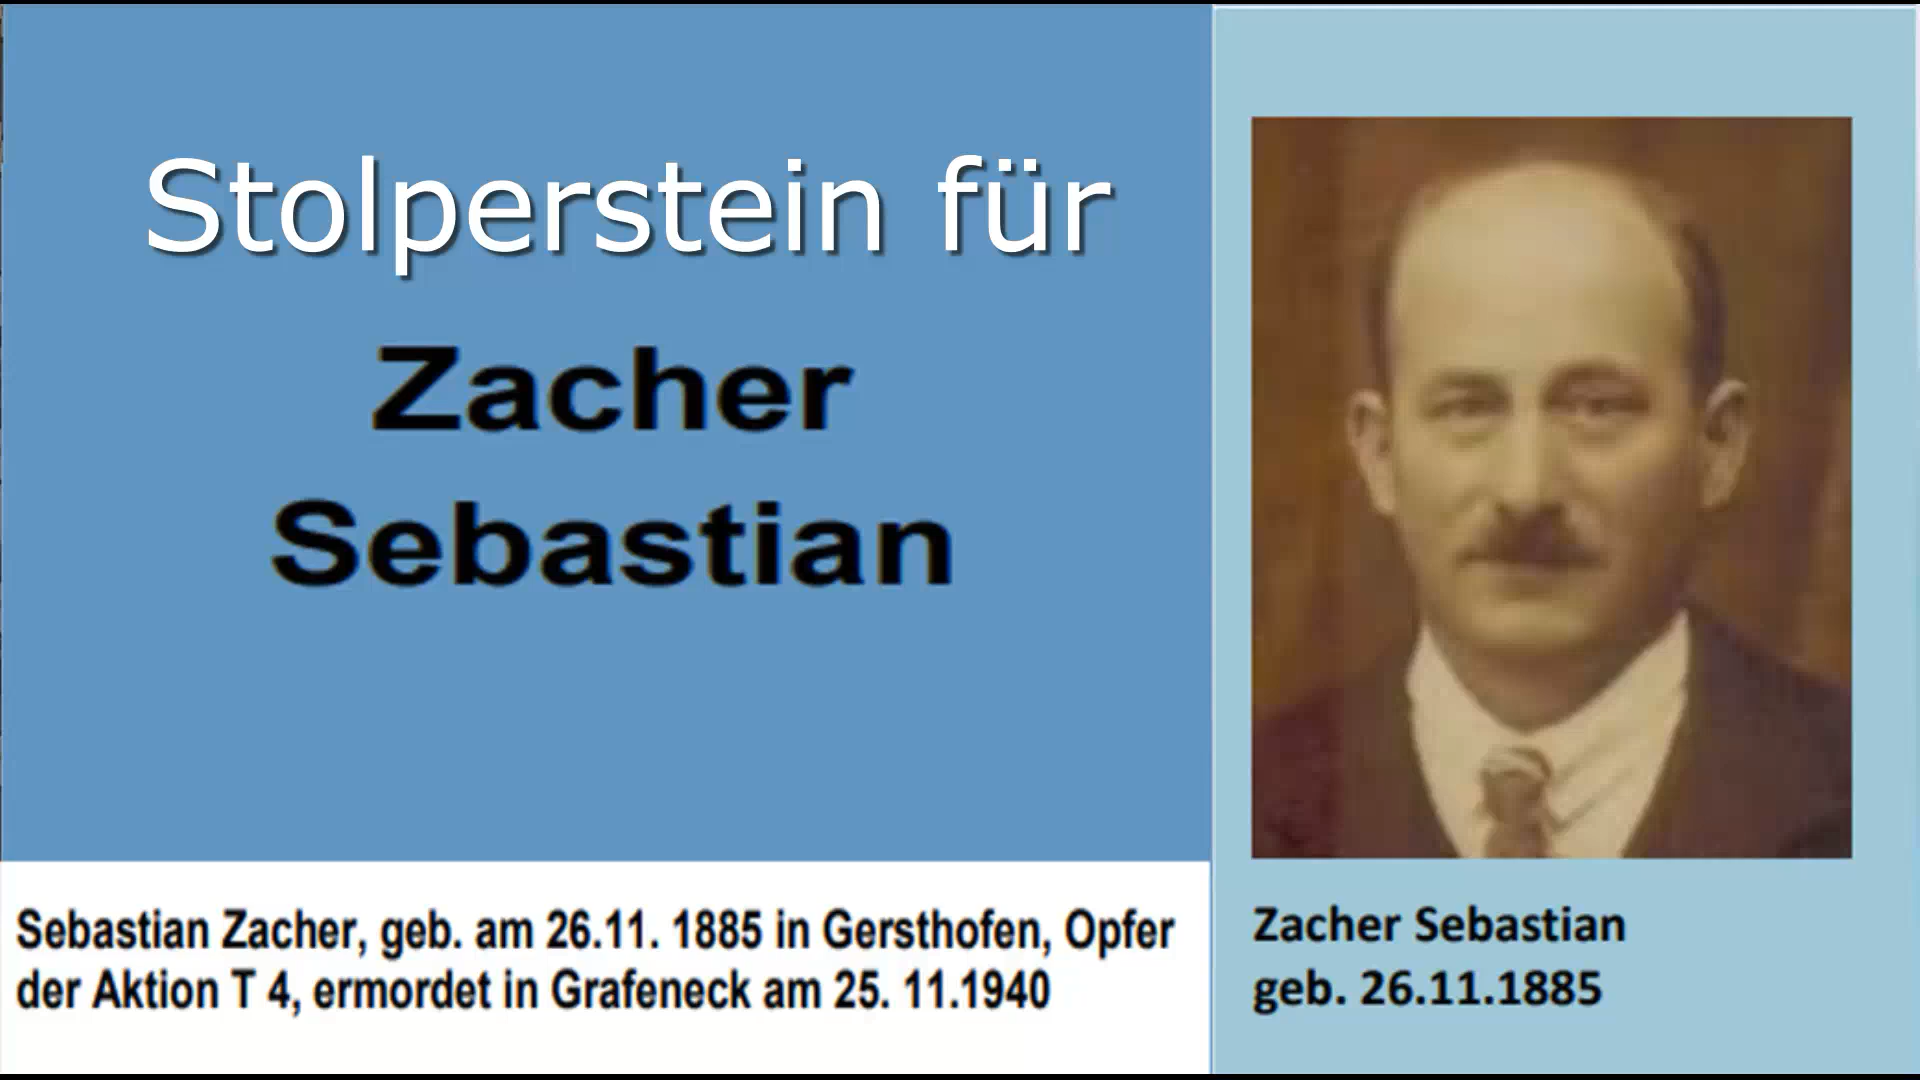 Stolperstein für
Zacher
Sebastian
Sebastian Zacher, geb. am 26.11. 1885 in Gersthofen, Opfer
der Aktion T 4, ermordet in Grafeneck am 25. 11.1940
Zacher Sebastian
geb. 26.11.1885